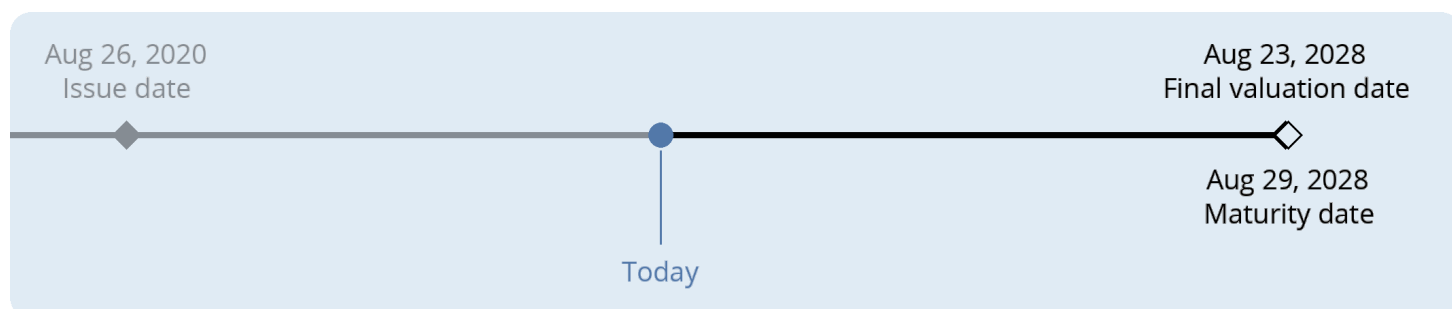 Aug 26, 2020
Issue date
Aug 23, 2028
Final valuation date
Aug 29, 2028
Maturity date
Today